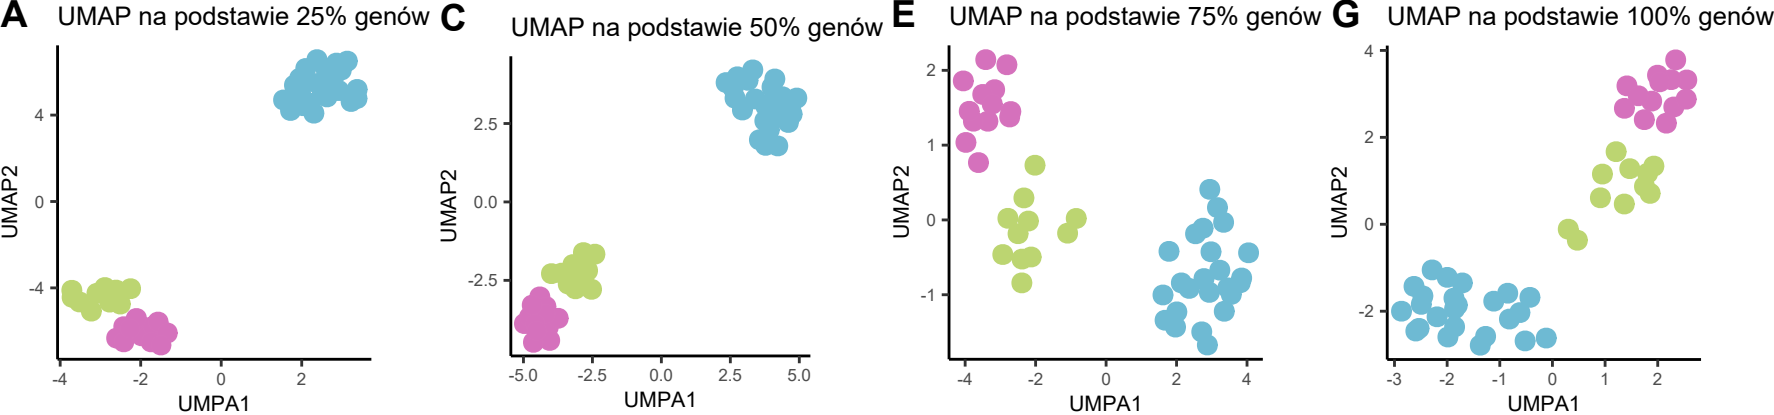 A UMAP na podstawie 25% genów
4
0
-4
-4 -2 0 2
UMAP2
UMPA1
C UMAP na podstawie 50% genów
2.5
0.0
-2.5
-5.0 -2.5 0.0 2.5 5.0
UMAP2
UMPA1
E UMAP na podstawie 75% genów
2
1
0
-1
-4 -2 0 2 4
UMAP2
UMPA1
G UMAP na podstawie 100% genów
4
2
0
-2
-3 -2 -1 0 1 2
UMAP2
UMPA1